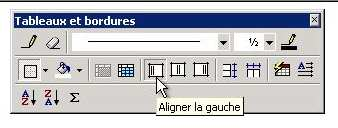 Tableaux et bordures
½
A Z Z A Σ
Aligner la gauche